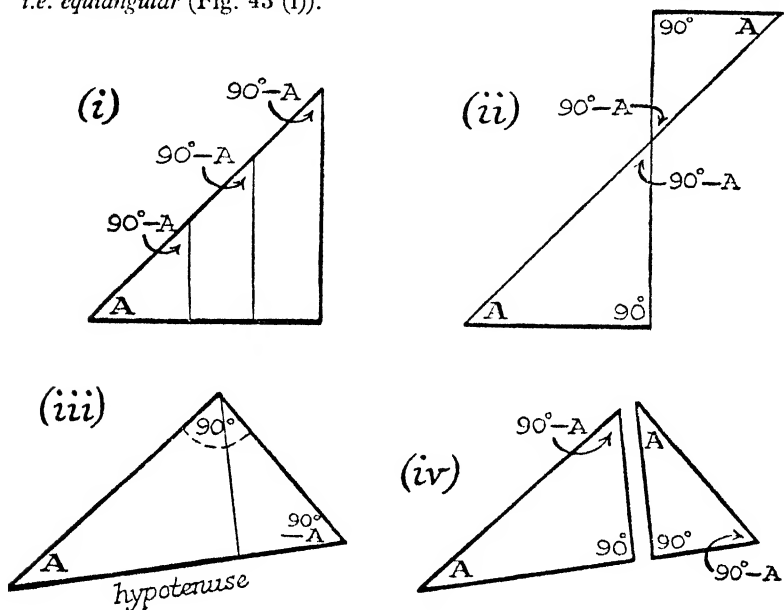 i.e. equiangular (Fig. 43 (i)).
(i)
90°–A
90°–A
90°–A
A
(ii)
90°
A
90°–A
90°–A
A
90°
(iii)
90°
A
90°
–A
hypotenuse
(iv)
90°–A
A
90°
A
90°
90°–A